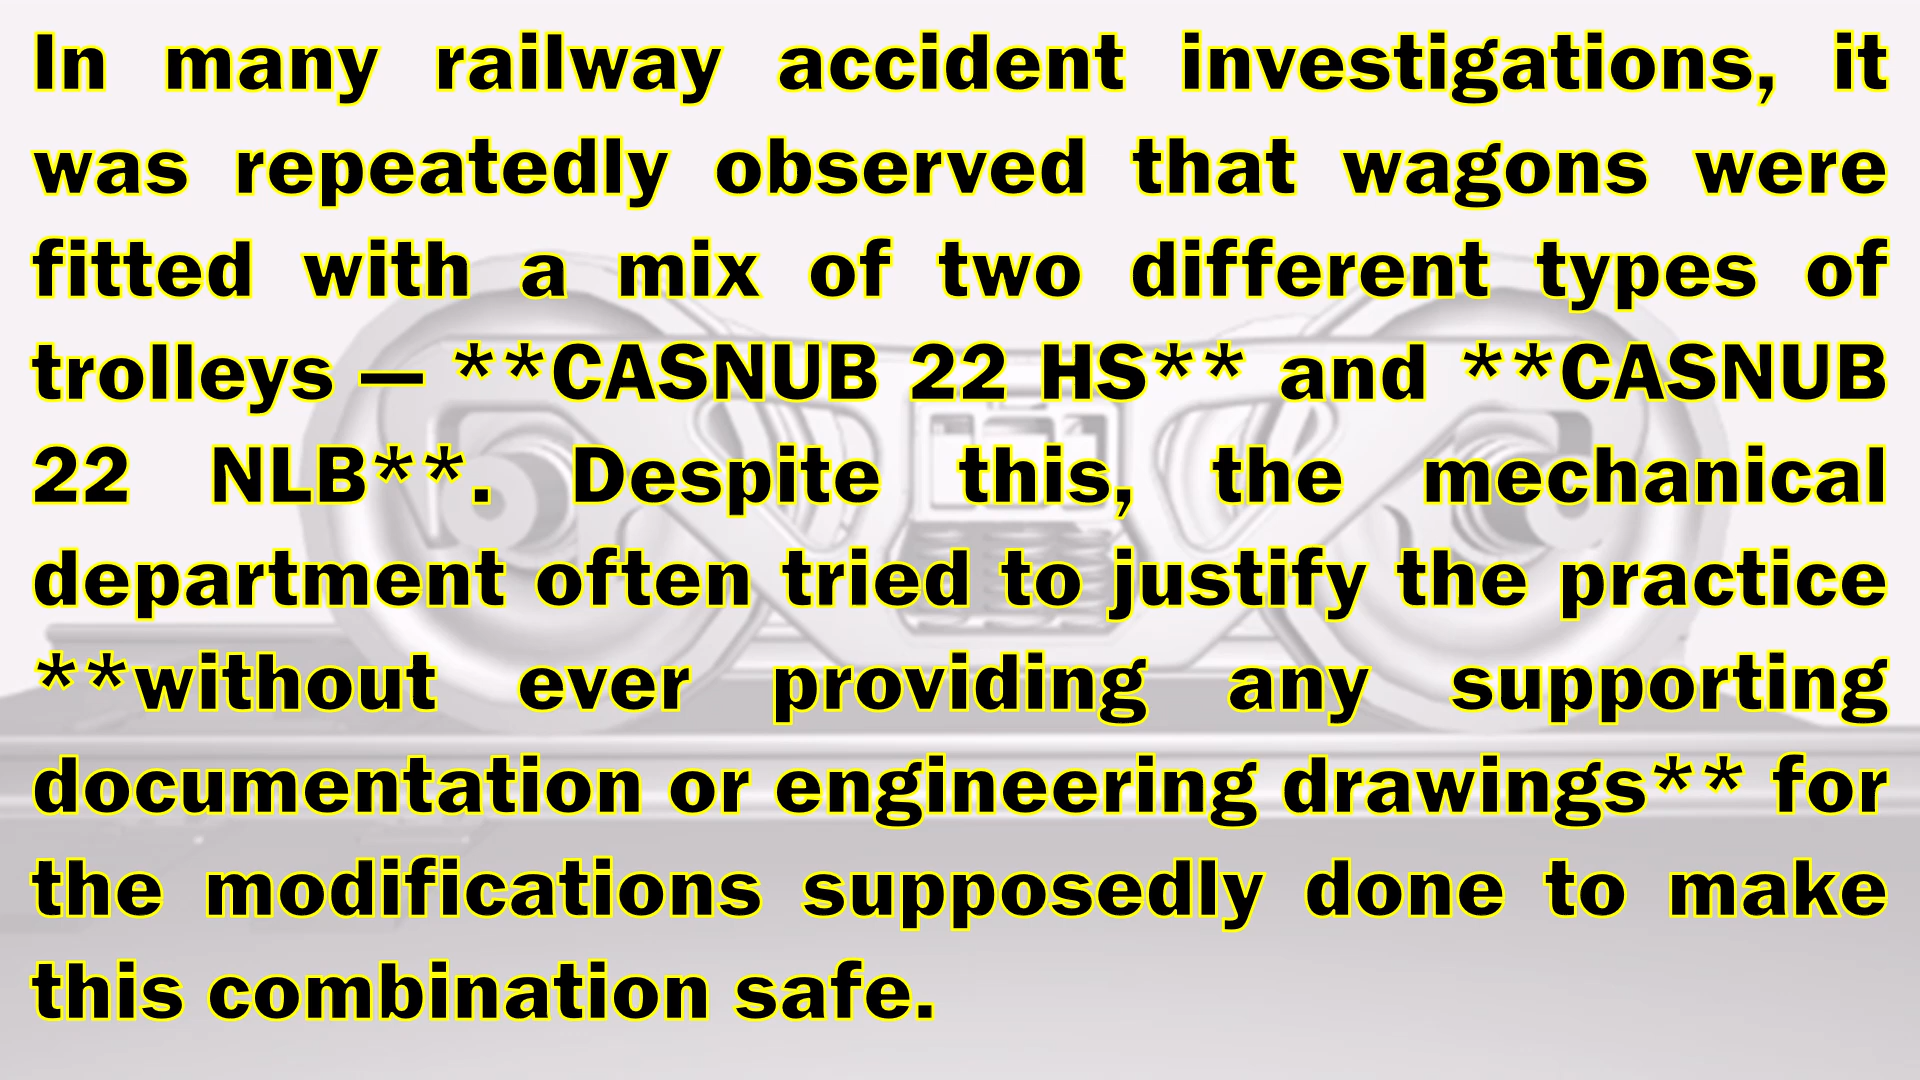 In many railway accident investigations, it
was repeatedly observed that wagons were
fitted with a mix of two different types of
trolleys — **CASNUB 22 HS** and **CASNUB
22 NLB**. Despite this, the mechanical
department often tried to justify the practice
**without ever providing any supporting
documentation or engineering drawings** for
the modifications supposedly done to make
this combination safe.